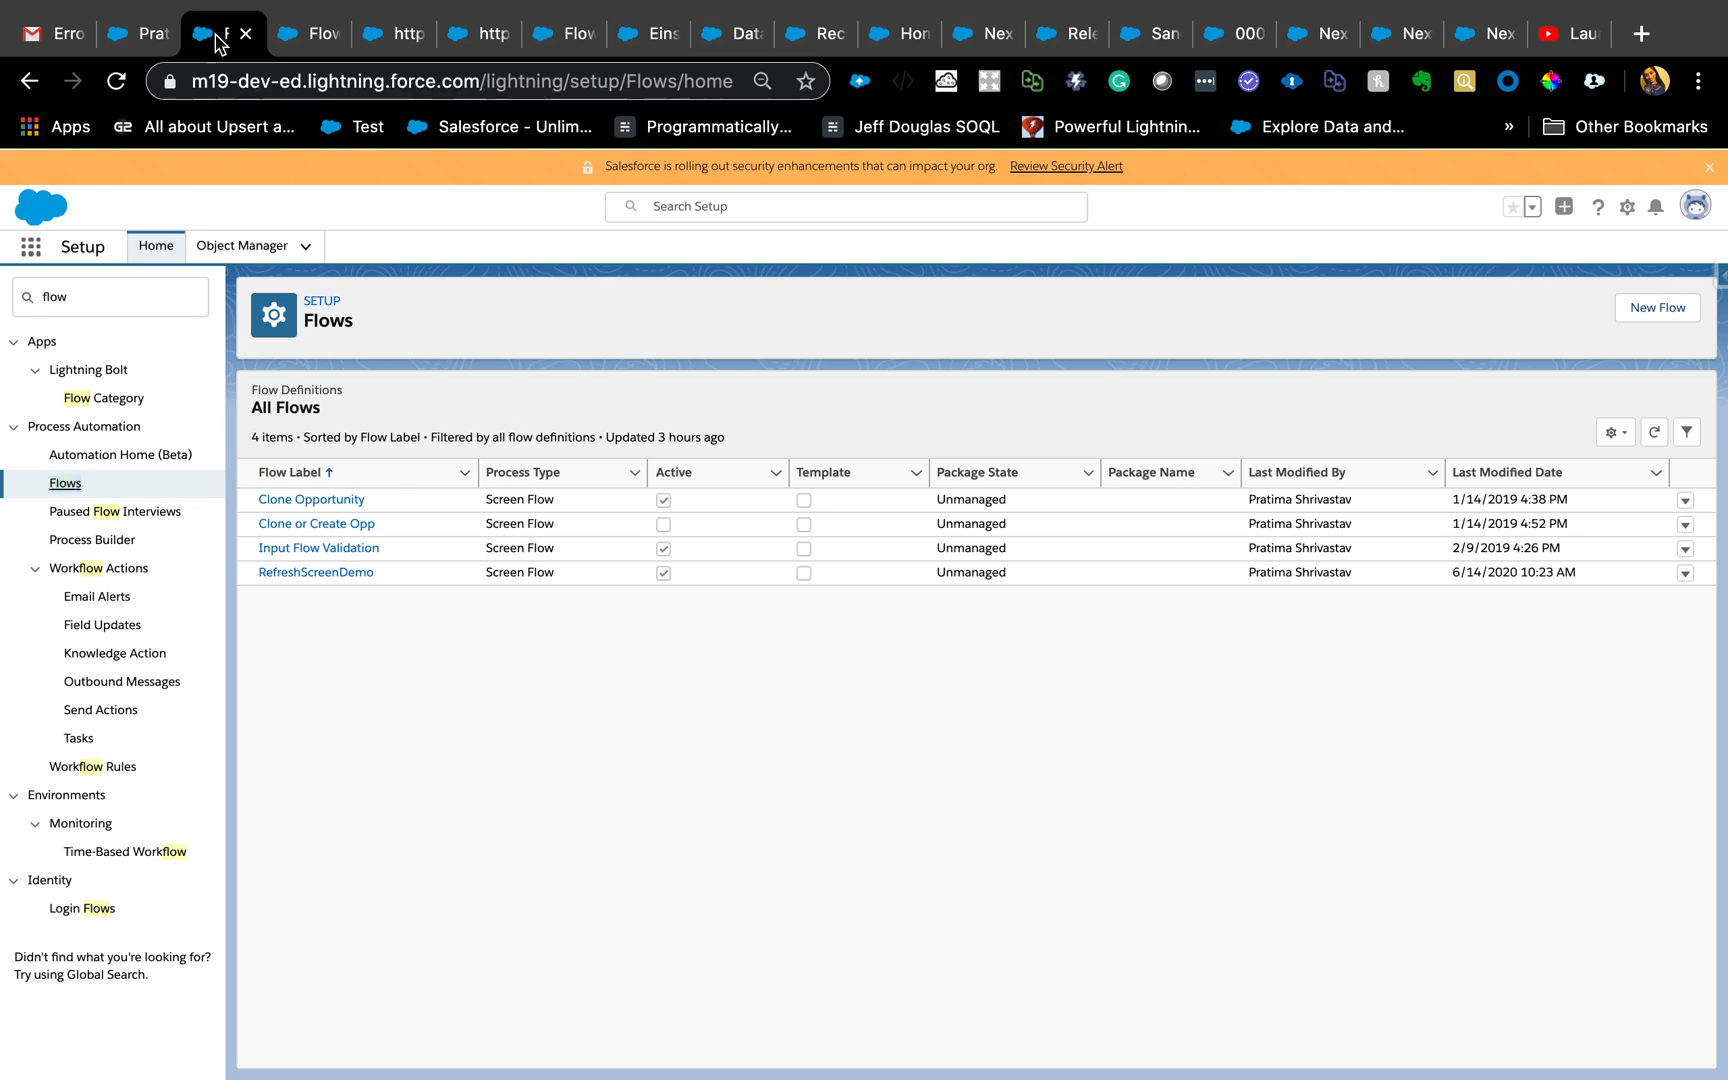 Erro
Prat
F
Flow
http
http
Flow
Eins
Data
Rec
Hom
Nex
Rele
San
000
Nex
Nex
Nex
Lau
m19-dev-ed.lightning.force.com/lightning/setup/Flows/home
Apps
G2 All about Upsert a...
Test
Salesforce - Unlim...
Programmatically...
Jeff Douglas SOQL
Powerful Lightnin...
Explore Data and...
»
Other Bookmarks
Salesforce is rolling out security enhancements that can impact your org. Review Security Alert
Search Setup
Setup
Home
Object Manager
flow
Apps
Lightning Bolt
Flow Category
Process Automation
Automation Home (Beta)
Flows
Paused Flow Interviews
Process Builder
Workflow Actions
Email Alerts
Field Updates
Knowledge Action
Outbound Messages
Send Actions
Tasks
Workflow Rules
Environments
Monitoring
Time-Based Workflow
Identity
Login Flows
Didn't find what you're looking for?
Try using Global Search.
SETUP
Flows
New Flow
Flow Definitions
All Flows
4 items • Sorted by Flow Label • Filtered by all flow definitions • Updated 3 hours ago
Flow Label ↑ Process Type Active Template Package State Package Name Last Modified By Last Modified Date
Clone Opportunity Screen Flow Unmanaged Pratima Shrivastav 1/14/2019 4:38 PM
Clone or Create Opp Screen Flow Unmanaged Pratima Shrivastav 1/14/2019 4:52 PM
Input Flow Validation Screen Flow Unmanaged Pratima Shrivastav 2/9/2019 4:26 PM
RefreshScreenDemo Screen Flow Unmanaged Pratima Shrivastav 6/14/2020 10:23 AM